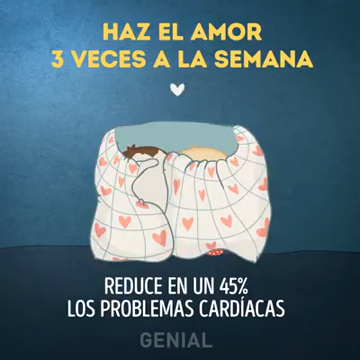 HAZ EL AMOR
3 VECES A LA SEMANA
REDUCE EN UN 45%
LOS PROBLEMAS CARDÍACAS
GENIAL